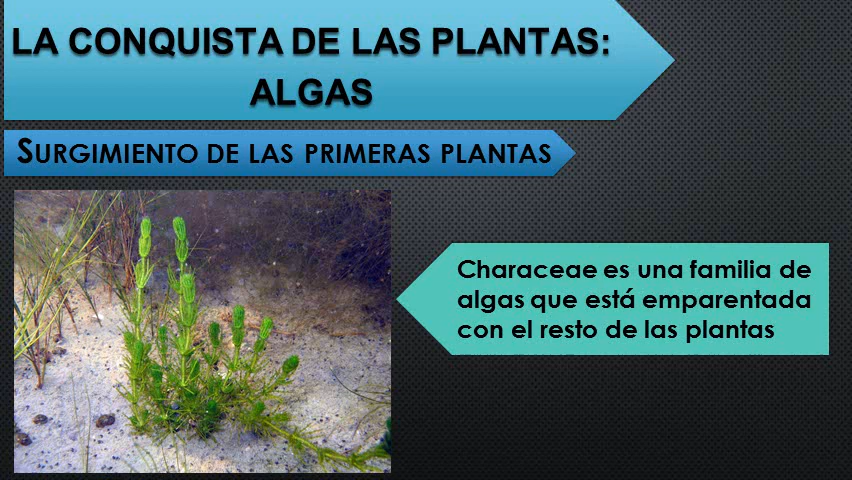 LA CONQUISTA DE LAS PLANTAS:
ALGAS
SURGIMIENTO DE LAS PRIMERAS PLANTAS
Characeae es una familia de
algas que está emparentada
con el resto de las plantas